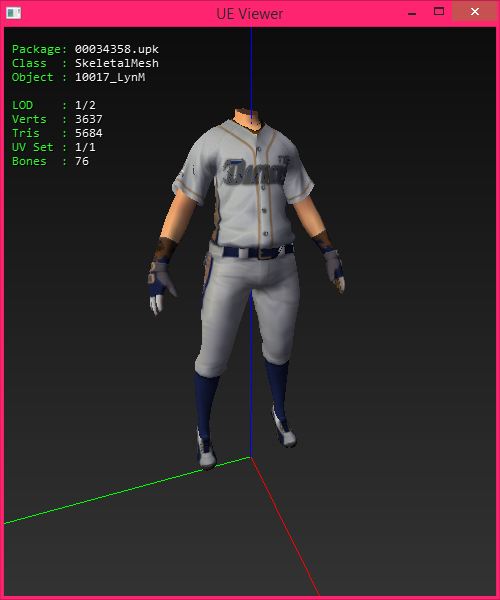 UE Viewer
Package: 00034358.upk
Class : SkeletalMesh
Object : 10017_LynM
LOD : 1/2
Verts : 3637
Tris : 5684
UV Set : 1/1
Bones : 76